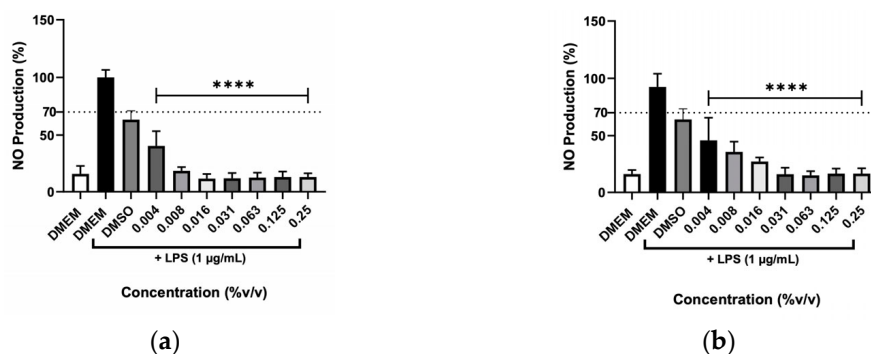 150
100
70
50
0
NO Production (%)
****
DMEM
DMEM
DMSO
0.004
0.008
0.016
0.031
0.063
0.125
0.25
+ LPS (1 µg/mL)
Concentration (%v/v)
(a)
150
100
70
50
0
NO Production (%)
****
DMEM
DMEM
DMSO
0.004
0.008
0.016
0.031
0.063
0.125
0.25
+ LPS (1 µg/mL)
Concentration (%v/v)
(b)